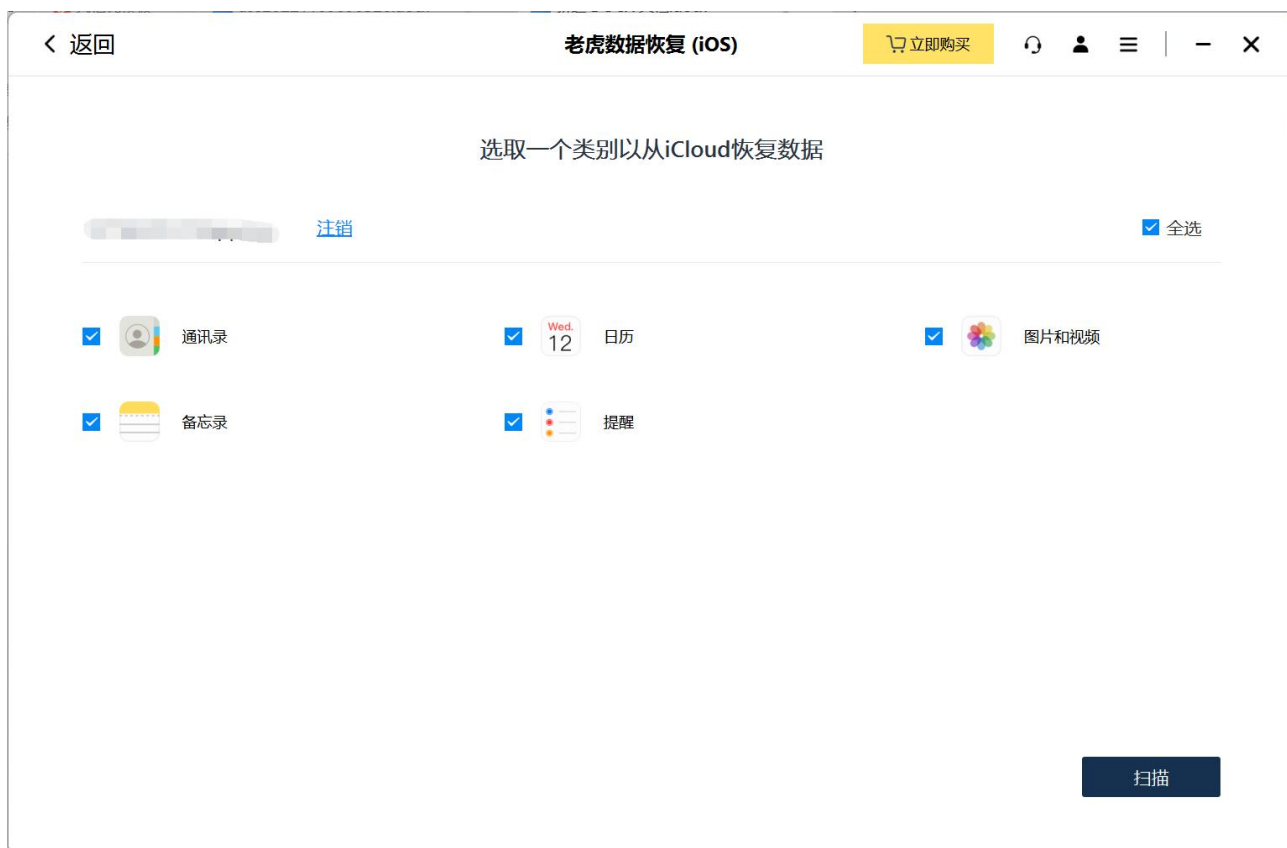 返回
老虎数据恢复 (iOS)
立即购买
选取一个类别以从iCloud恢复数据
注销
全选
通讯录
Wed.
12
日历
图片和视频
备忘录
提醒
扫描